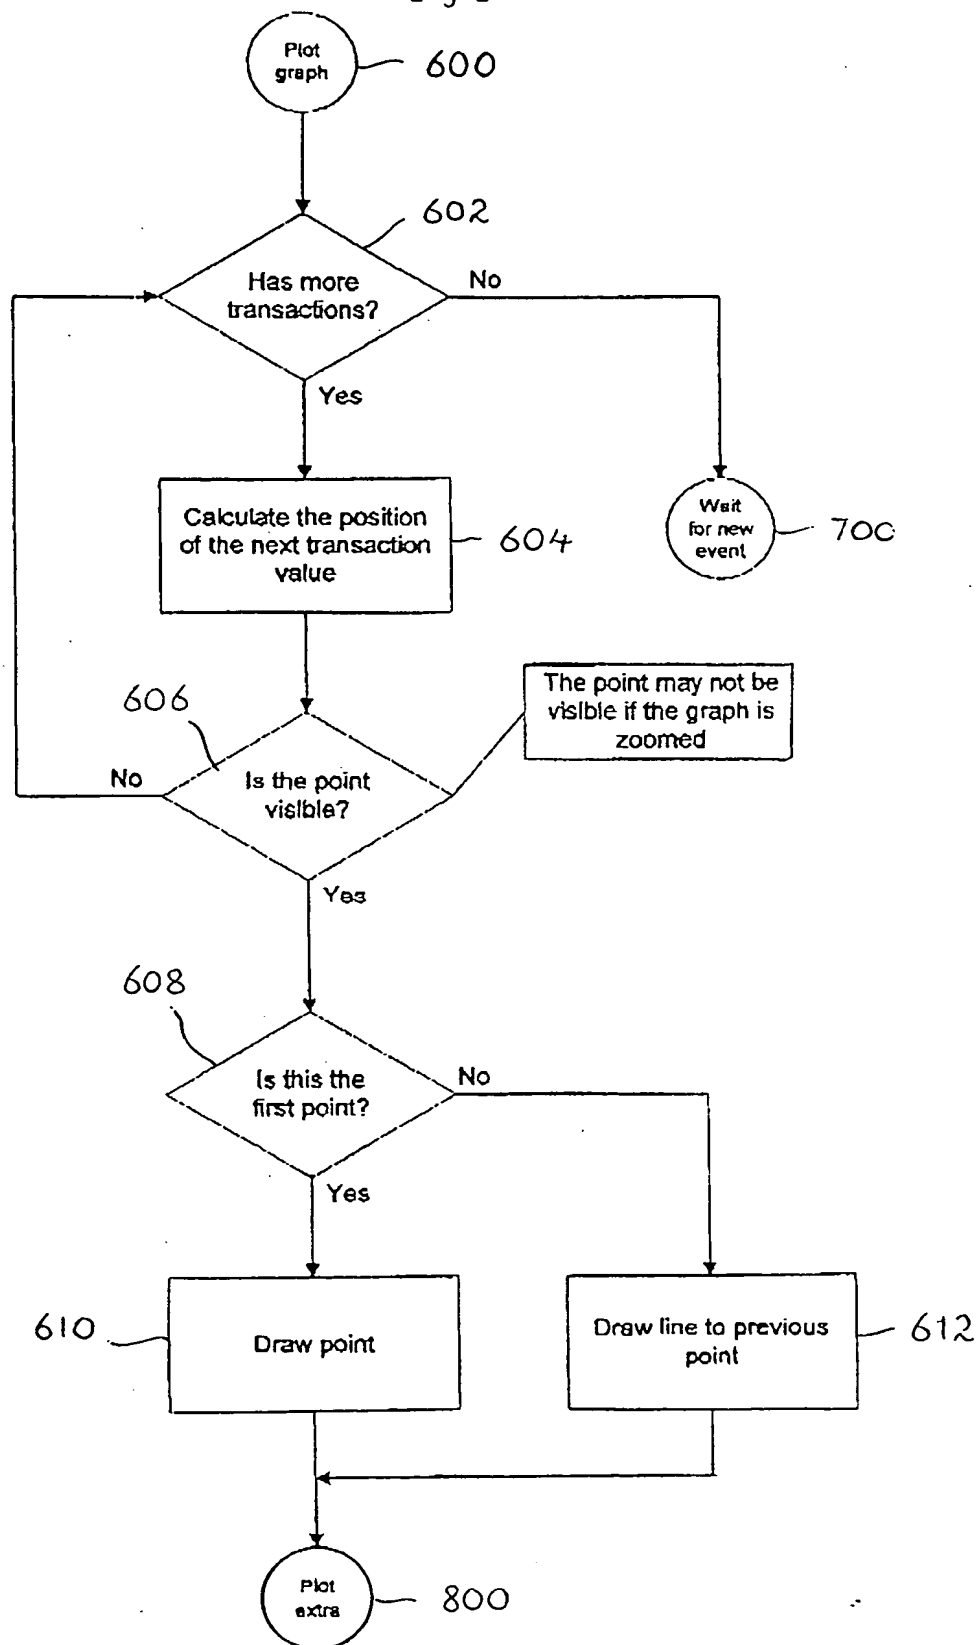 Plot
graph
600
602
Has more
transactions?
No
Yes
Calculate the position
of the next transaction
value
604
Wait
for new
event
700
The point may not be
visible if the graph is
zoomed
606
Is the point
visible?
No
Yes
608
Is this the
first point?
No
Yes
610
Draw point
Draw line to previous
point
612
Plot
extra
800